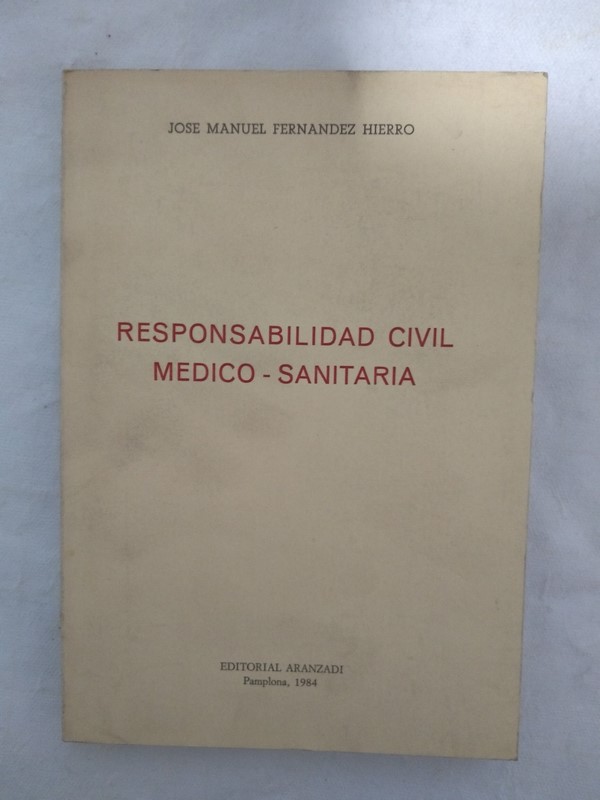 JOSE MANUEL FERNANDEZ HIERRO
RESPONSABILIDAD CIVIL
MEDICO - SANITARIA
EDITORIAL ARANZADI
Pamplona, 1984